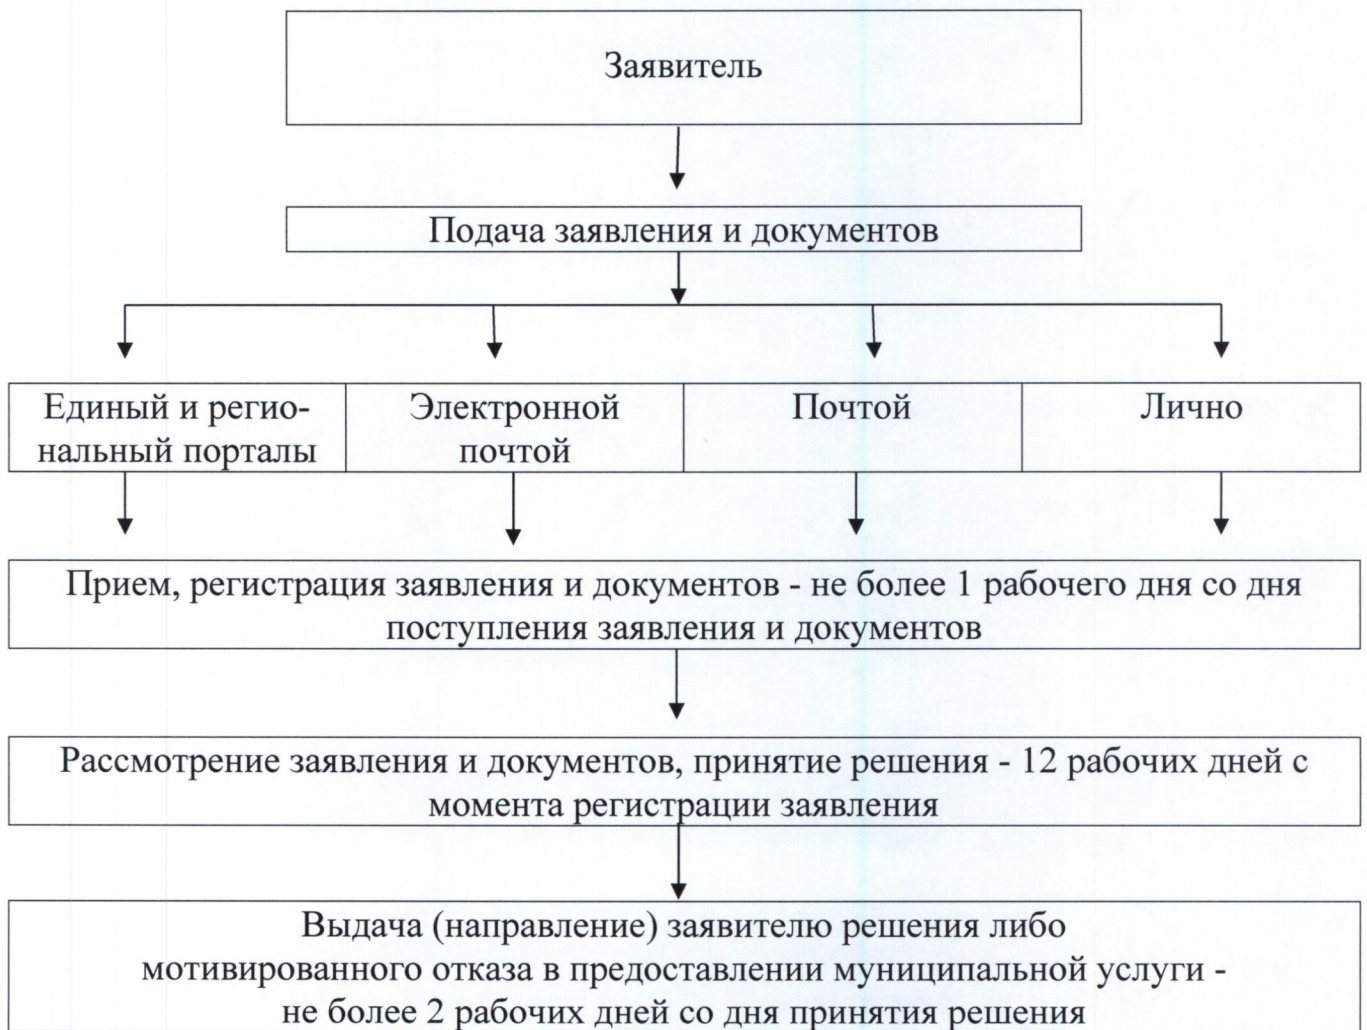 Заявитель
Подача заявления и документов
Единый и регио-
нальный порталы
Электронной
почтой
Почтой
Лично
Прием, регистрация заявления и документов - не более 1 рабочего дня со дня
поступления заявления и документов
Рассмотрение заявления и документов, принятие решения - 12 рабочих дней с
момента регистрации заявления
Выдача (направление) заявителю решения либо
мотивированного отказа в предоставлении муниципальной услуги -
не более 2 рабочих дней со дня принятия решения